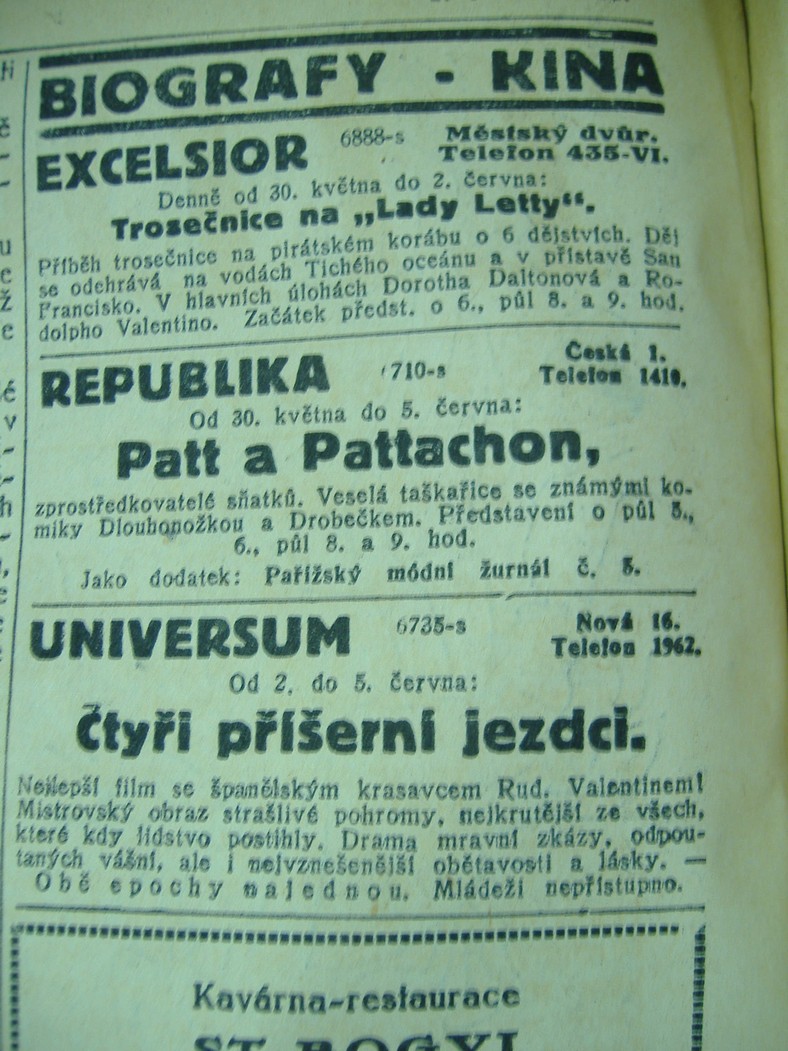 BIOGRAFY - KINA
EXCELSIOR 6888-s Městský dvůr.
Telefon 435-VI.
Denně od 30. května do 2. června:
Trosečnice na „Lady Letty“.
Příběh trosečnice na pirátském korábu o 6 dějstvích. Děj
se odehrává na vodách Tichého oceánu a v přístavě San
Francisko. V hlavních úlohách Dorotha Daltonová a Ro-
dolpho Valentino. Začátek předst. o 6., půl 8. a 9. hod.
REPUBLIKA 710-s Česká 1.
Telefon 1410.
Od 30. května do 5. června:
Patt a Pattachon,
zprostředkovatelé sňatků. Veselá taškařice se známými ko-
miky Dlouhonožkou a Drobečkem. Představení o půl 5.,
6., půl 8. a 9. hod.
Jako dodatek: Pařížský módní žurnál č. 5.
UNIVERSUM 6735-s Nová 16.
Telefon 1962.
Od 2. do 5. června:
Čtyři příšerní jezdci.
Nejlepší film se španělským krasavcem Rud. Valentinem!
Mistrovský obraz strašlivé pohromy, nejkrutější ze všech,
které kdy lidstvo postihly. Drama mravní zkázy, odpou-
taných vášní, ale i nejvznešenější obětavosti a lásky. —
Obě epochy najednou. Mládeži nepřístupno.
Kavárna-restaurace